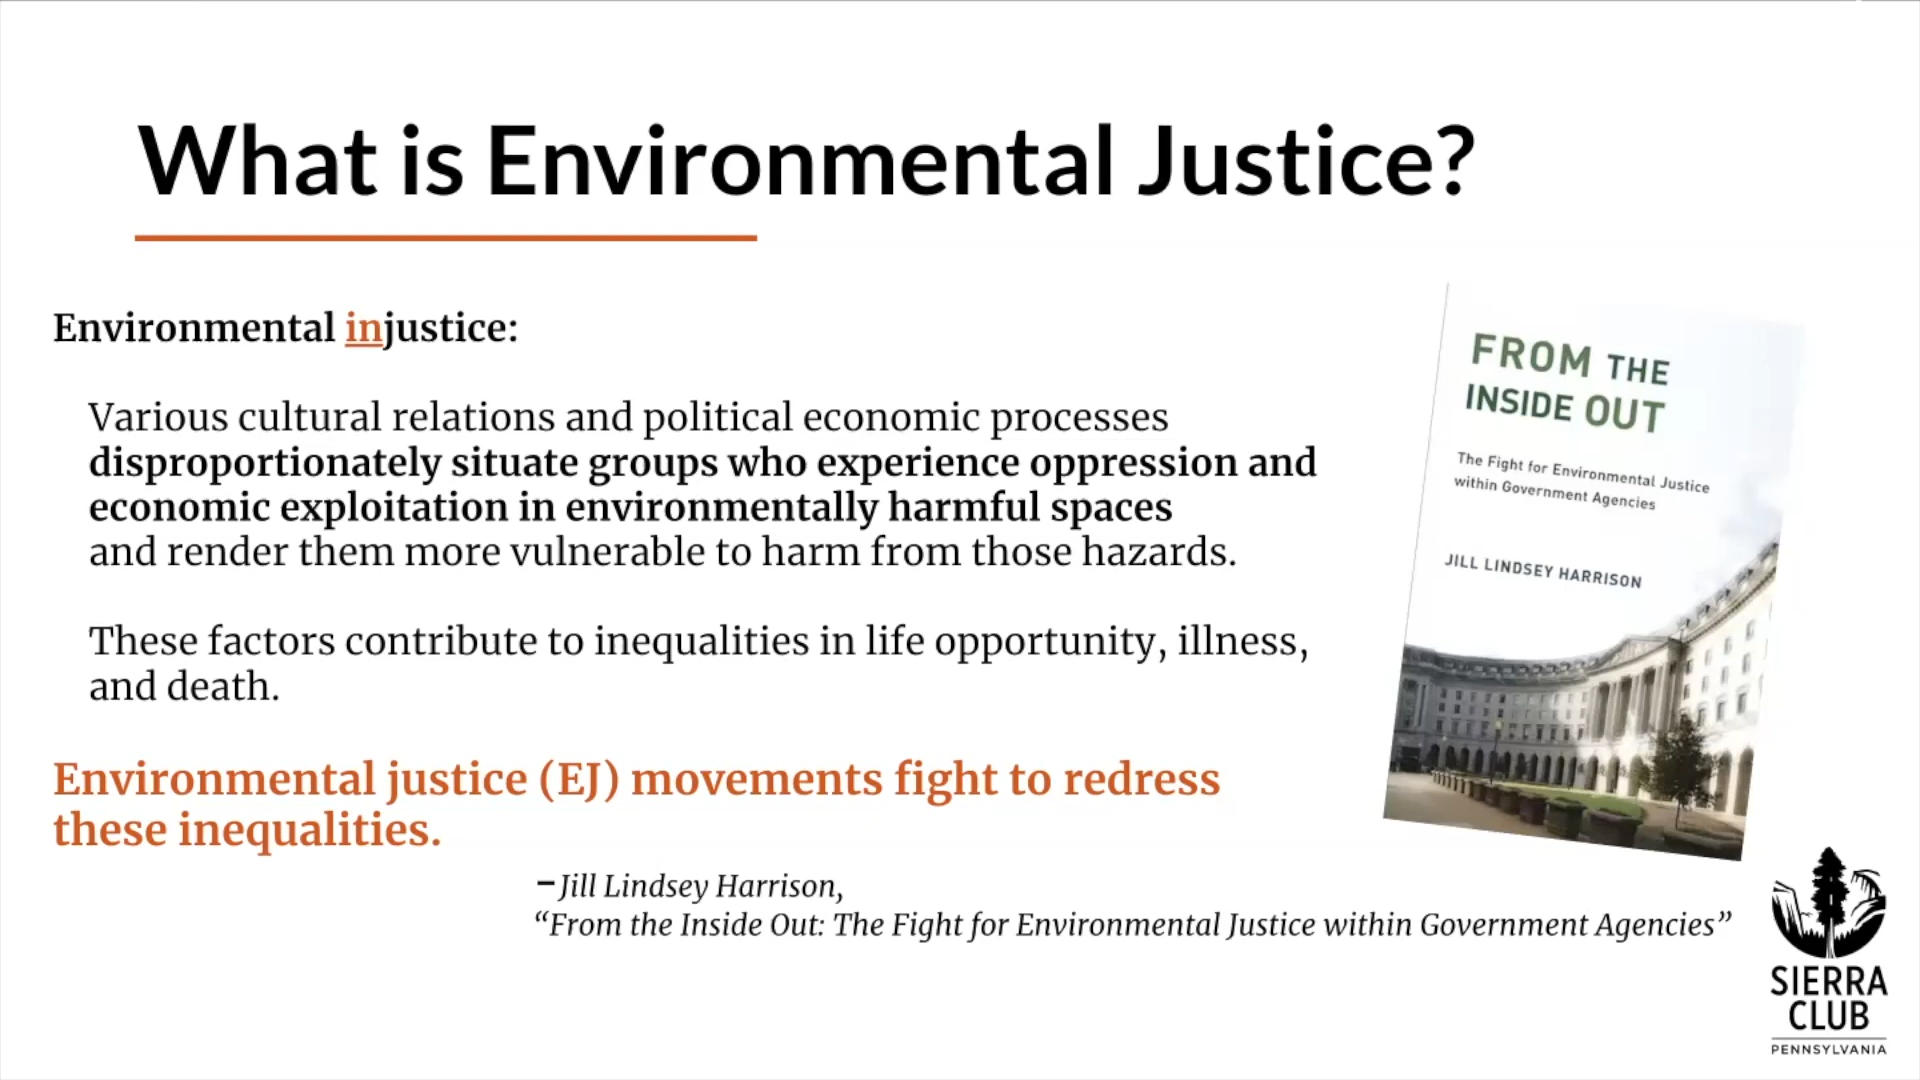 What is Environmental Justice?
Environmental injustice:
Various cultural relations and political economic processes
disproportionately situate groups who experience oppression and
economic exploitation in environmentally harmful spaces
and render them more vulnerable to harm from those hazards.
These factors contribute to inequalities in life opportunity, illness,
and death.
Environmental justice (EJ) movements fight to redress
these inequalities.
–Jill Lindsey Harrison,
“From the Inside Out: The Fight for Environmental Justice within Government Agencies”
FROM THE
INSIDE OUT
The Fight for Environmental Justice
within Government Agencies
JILL LINDSEY HARRISON
SIERRA
CLUB
PENNSYLVANIA